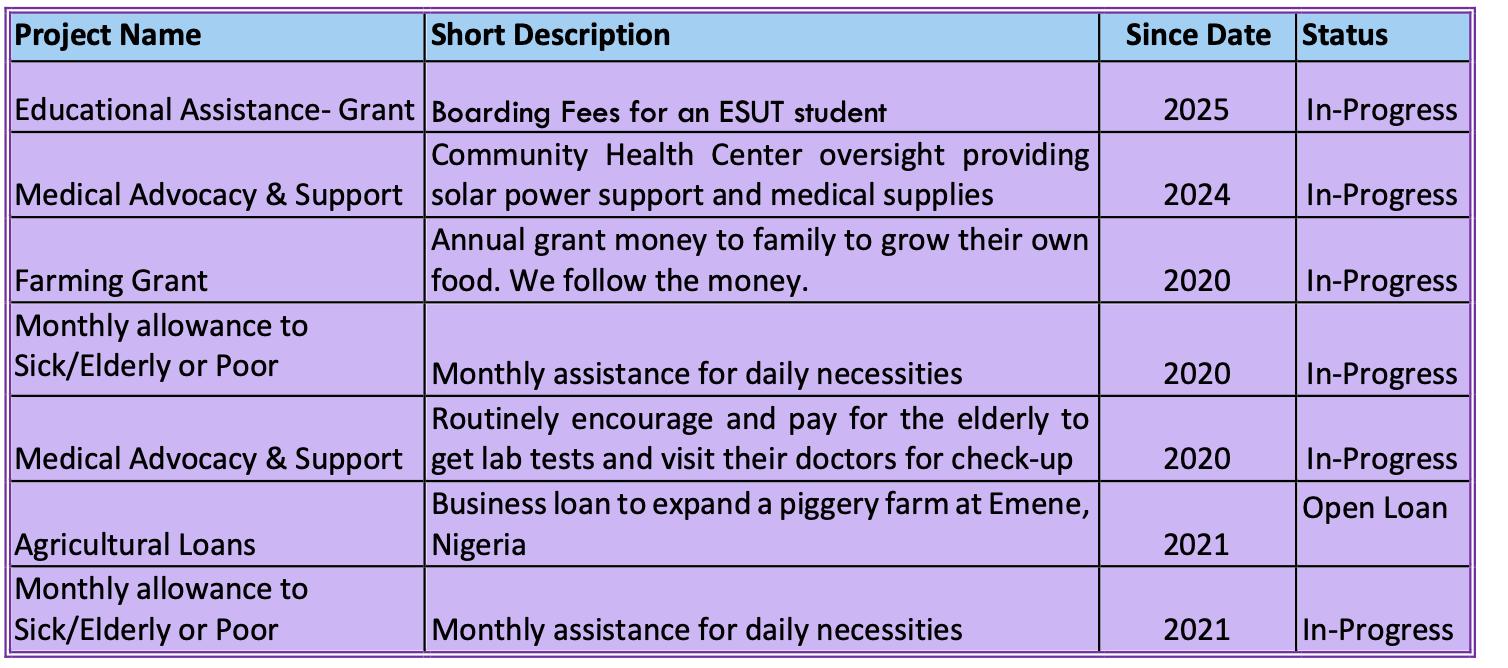 Project Name Short Description Since Date Status
Educational Assistance- Grant Boarding Fees for an ESUT student 2025 In-Progress
Community Health Center oversight providing
Medical Advocacy & Support solar power support and medical supplies 2024 In-Progress
Annual grant money to family to grow their own
Farming Grant food. We follow the money. 2020 In-Progress
Monthly allowance to
Sick/Elderly or Poor Monthly assistance for daily necessities 2020 In-Progress
Routinely encourage and pay for the elderly to
Medical Advocacy & Support get lab tests and visit their doctors for check-up 2020 In-Progress
Business loan to expand a piggery farm at Emene, Open Loan
Agricultural Loans Nigeria 2021
Monthly allowance to
Sick/Elderly or Poor Monthly assistance for daily necessities 2021 In-Progress